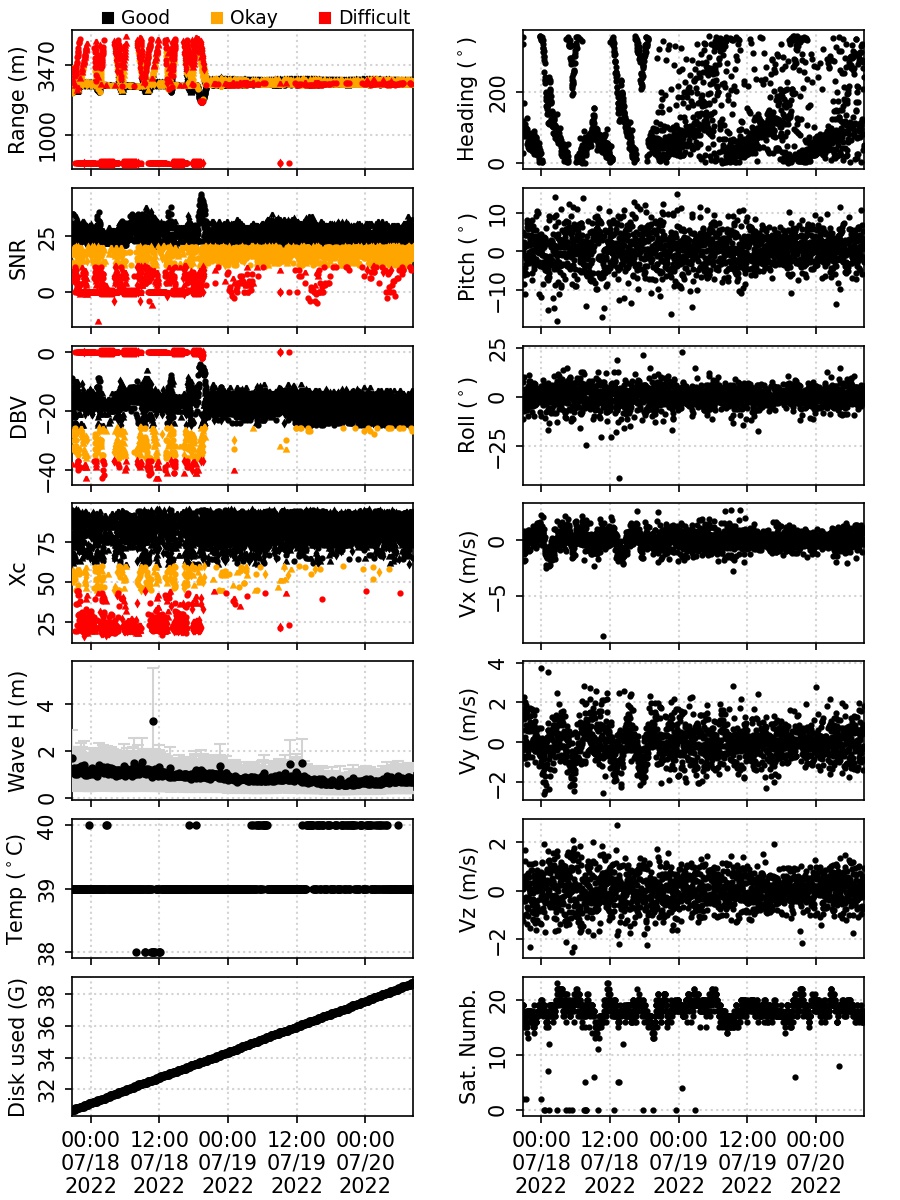 Good Okay Difficult
Range (m)
3470
1000
Heading (°)
200
0
SNR
25
0
Pitch (°)
10
0
−10
DBV
0
−20
−40
Roll (°)
25
0
−25
Xc
75
50
25
Vx (m/s)
0
−5
Wave H (m)
4
2
0
Vy (m/s)
4
2
0
−2
Temp (°C)
40
39
38
Vz (m/s)
2
0
−2
Disk used (G)
38
36
34
32
Sat. Numb.
20
10
0
00:00 12:00 00:00 12:00 00:00
07/18 07/18 07/19 07/19 07/20
2022 2022 2022 2022 2022
00:00 12:00 00:00 12:00 00:00
07/18 07/18 07/19 07/19 07/20
2022 2022 2022 2022 2022